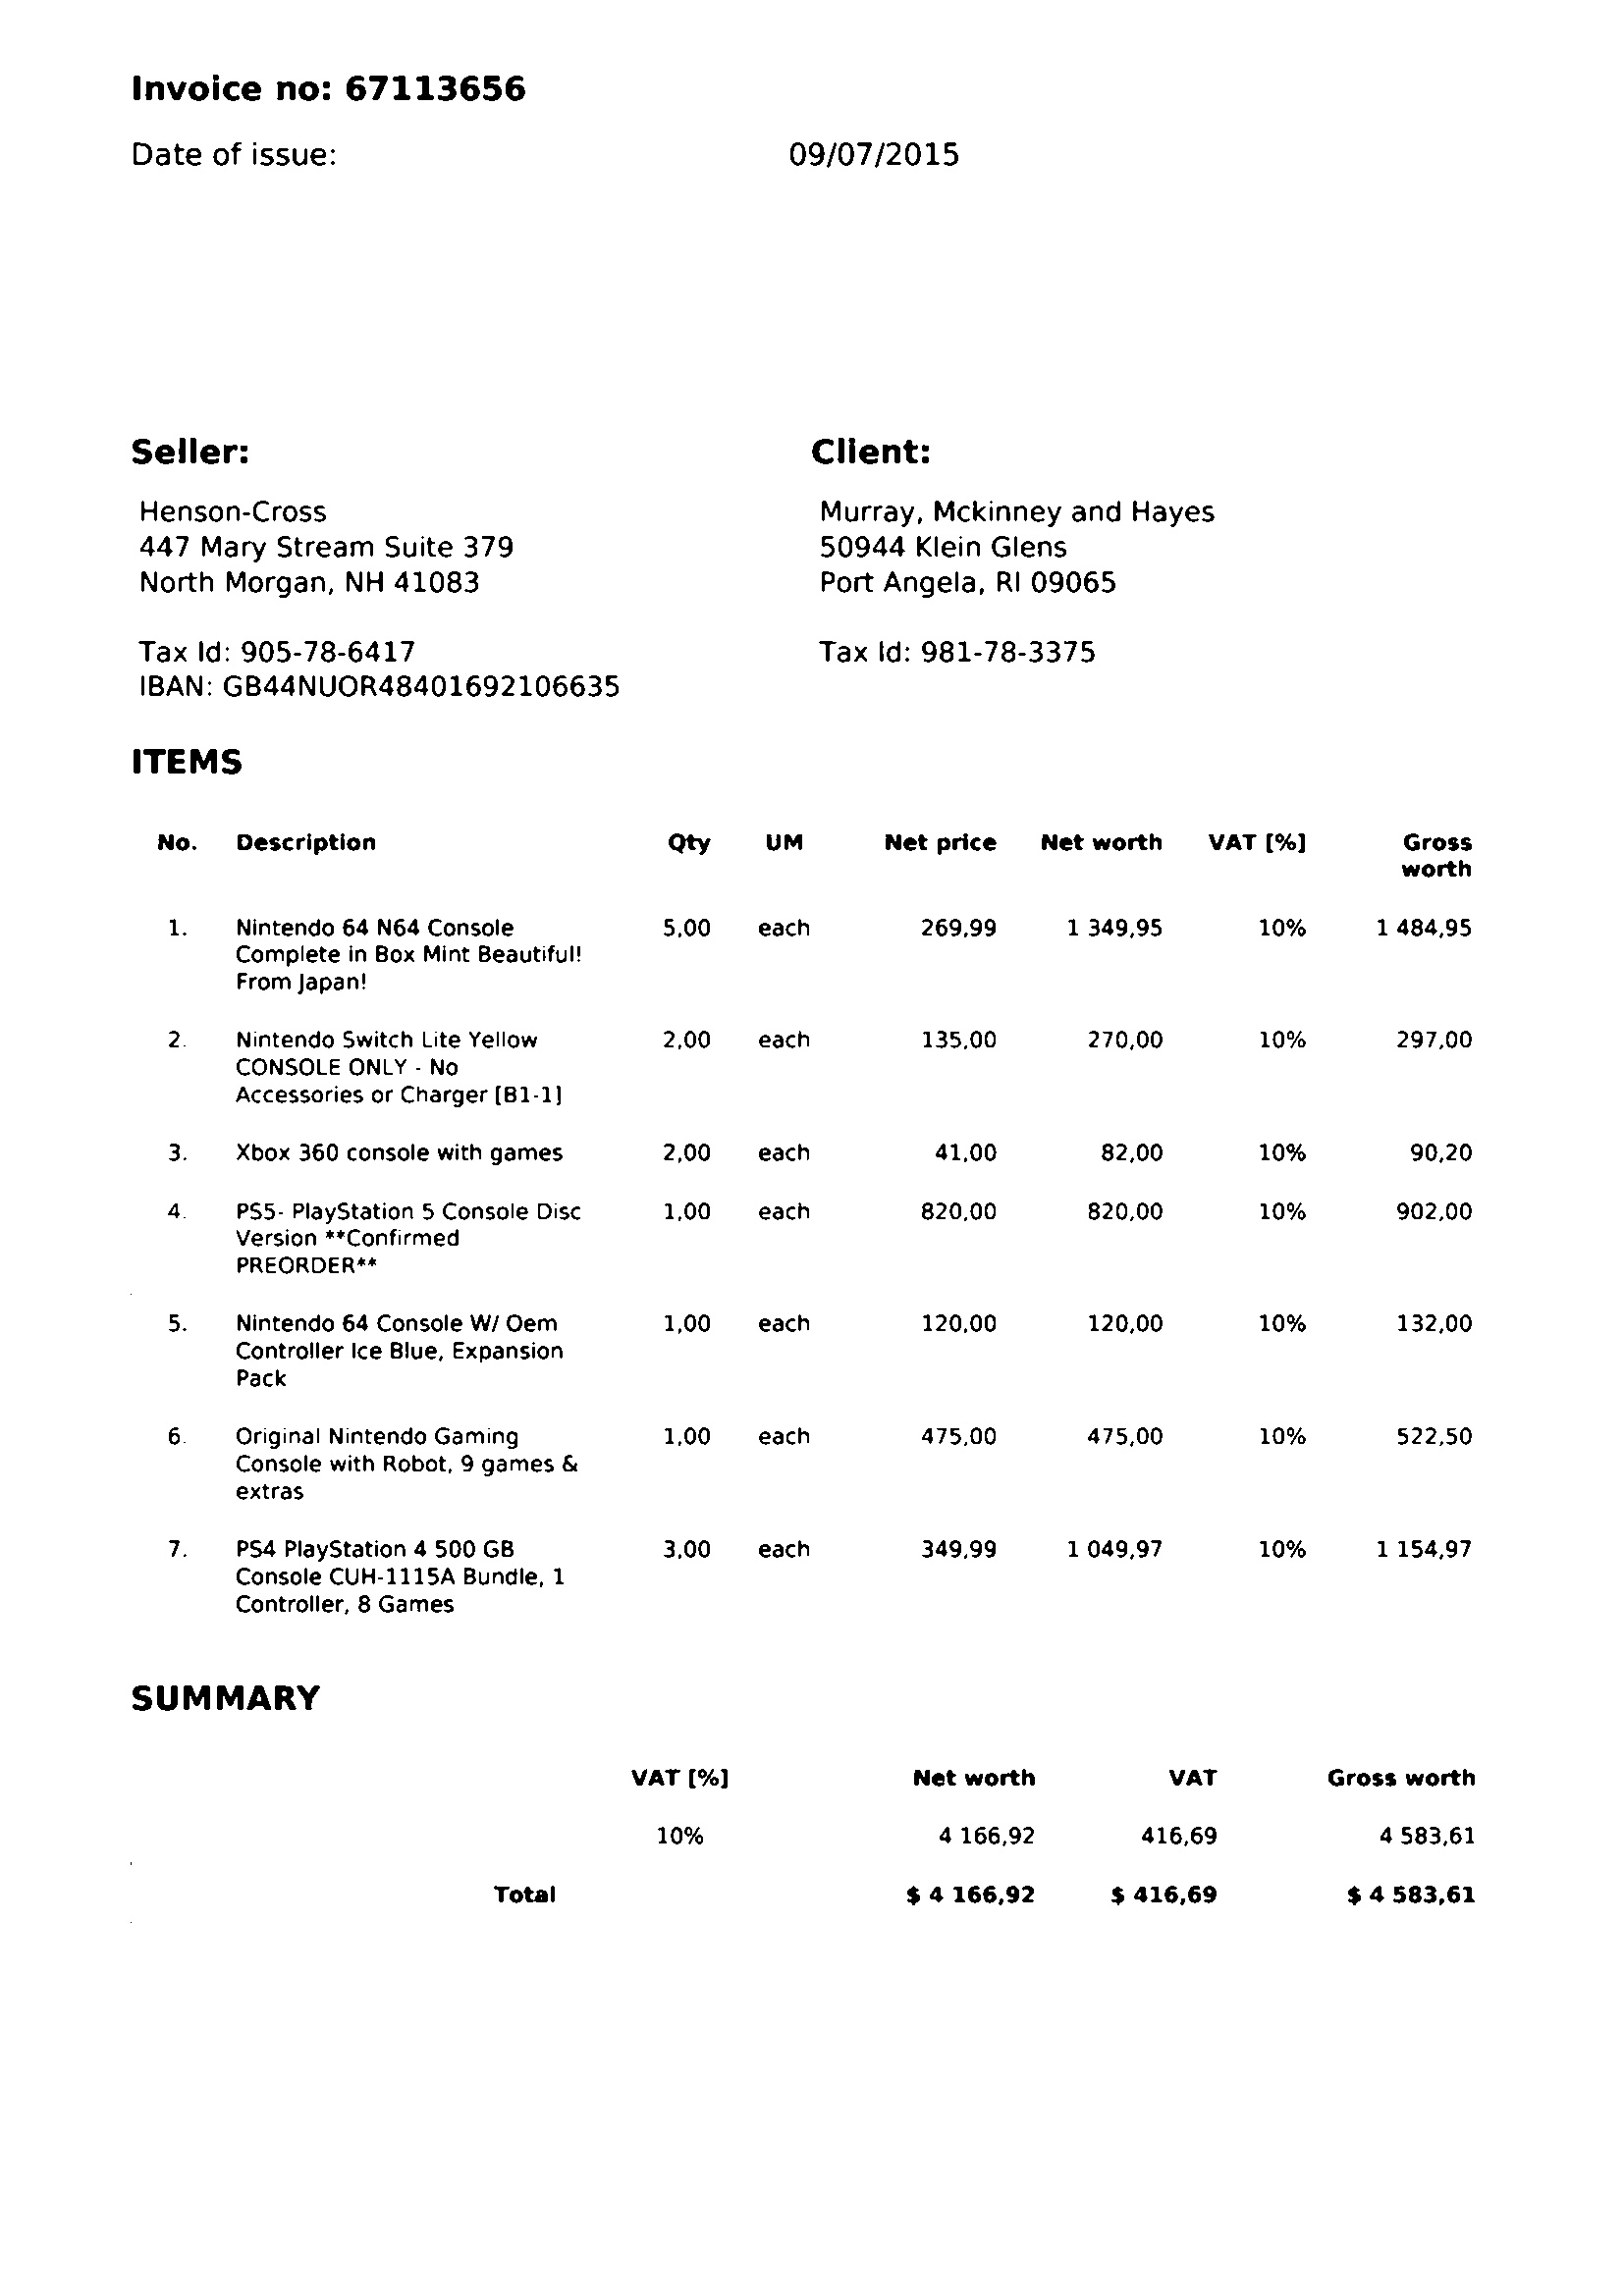 Invoice no: 67113656
Date of issue: 09/07/2015
Seller:
Henson-Cross
447 Mary Stream Suite 379
North Morgan, NH 41083
Tax Id: 905-78-6417
IBAN: GB44NUOR48401692106635
Client:
Murray, Mckinney and Hayes
50944 Klein Glens
Port Angela, RI 09065
Tax Id: 981-78-3375
ITEMS
No. Description Qty UM Net price Net worth VAT [%] Gross
worth
1. Nintendo 64 N64 Console 5,00 each 269,99 1 349,95 10% 1 484,95
Complete in Box Mint Beautiful!
From Japan!
2. Nintendo Switch Lite Yellow 2,00 each 135,00 270,00 10% 297,00
CONSOLE ONLY - No
Accessories or Charger [B1-1]
3. Xbox 360 console with games 2,00 each 41,00 82,00 10% 90,20
4. PS5- PlayStation 5 Console Disc 1,00 each 820,00 820,00 10% 902,00
Version **Confirmed
PREORDER**
5. Nintendo 64 Console W/ Oem 1,00 each 120,00 120,00 10% 132,00
Controller Ice Blue, Expansion
Pack
6. Original Nintendo Gaming 1,00 each 475,00 475,00 10% 522,50
Console with Robot, 9 games &
extras
7. PS4 PlayStation 4 500 GB 3,00 each 349,99 1 049,97 10% 1 154,97
Console CUH-1115A Bundle, 1
Controller, 8 Games
SUMMARY
VAT [%] Net worth VAT Gross worth
10% 4 166,92 416,69 4 583,61
Total $ 4 166,92 $ 416,69 $ 4 583,61